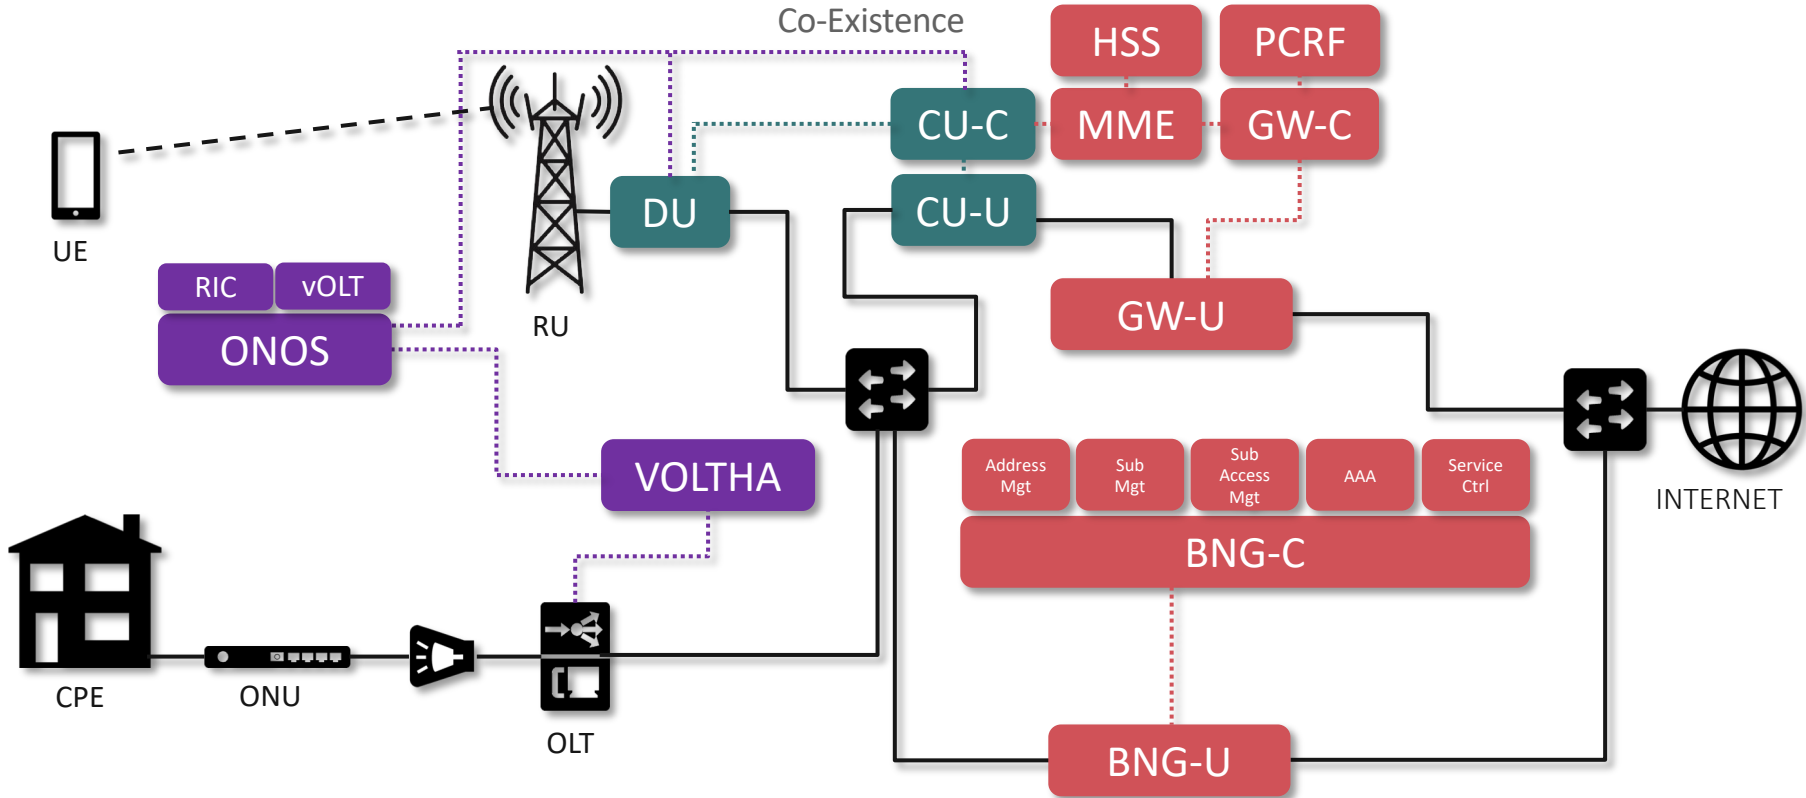 Co-Existence
HSS
PCRF
CU-C
MME
GW-C
UE
DU
CU-U
RIC
vOLT
ONOS
RU
GW-U
VOLTHA
Address
Mgt
Sub
Mgt
Sub
Access
Mgt
AAA
Service
Ctrl
INTERNET
BNG-C
CPE
ONU
OLT
BNG-U